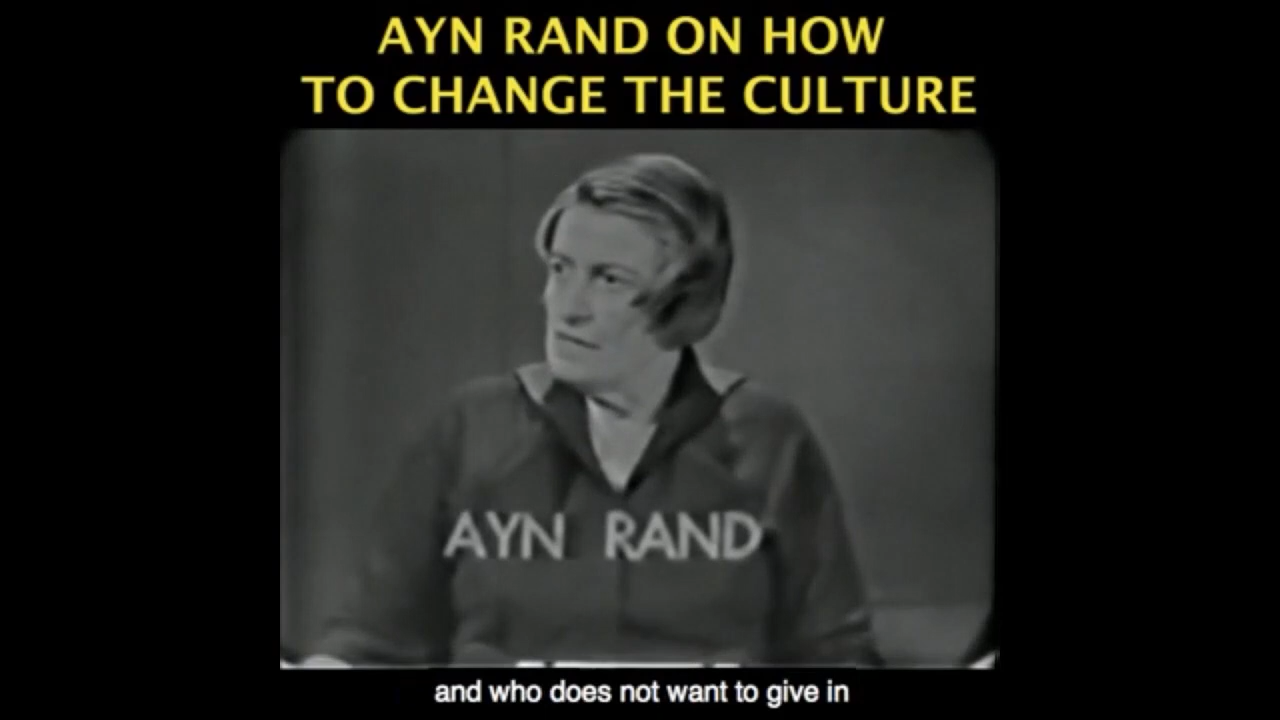 AYN RAND ON HOW
TO CHANGE THE CULTURE
AYN RAND
and who does not want to give in